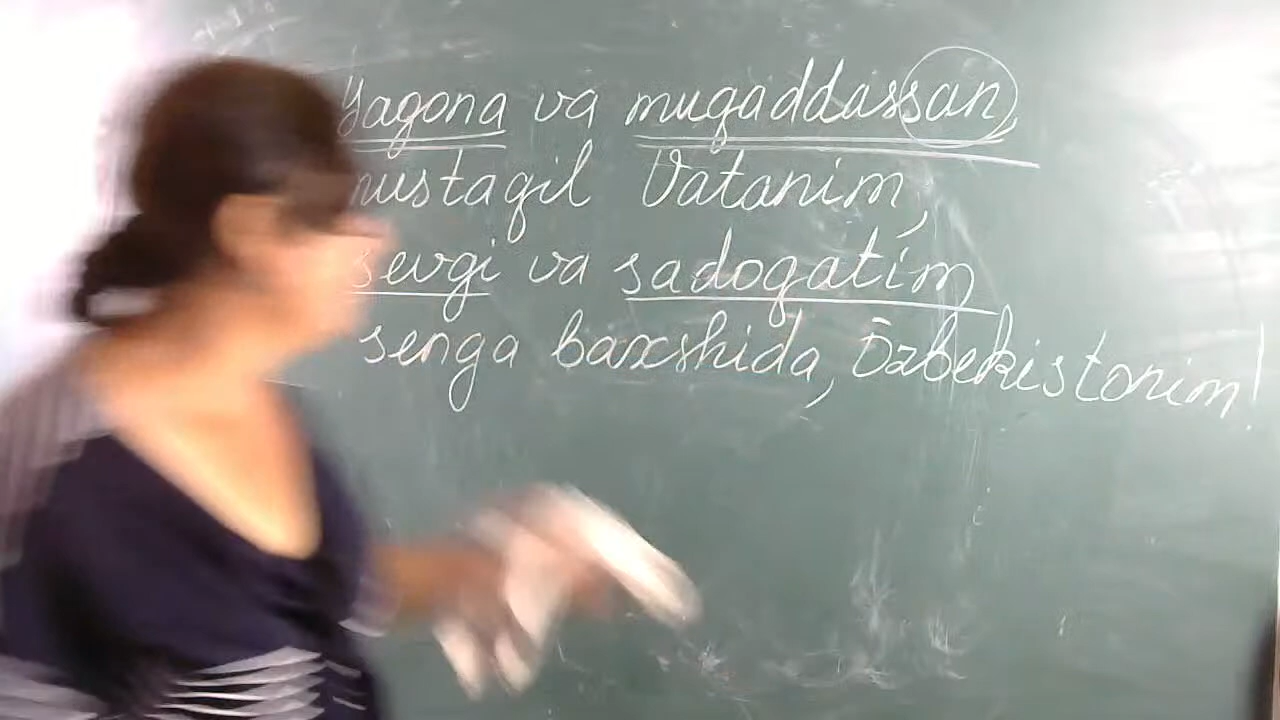 Yagona va muqaddassan,
mustaqil Vatanim,
sevgi va sadoqatim
senga baxshida, Ōzbekistonim!